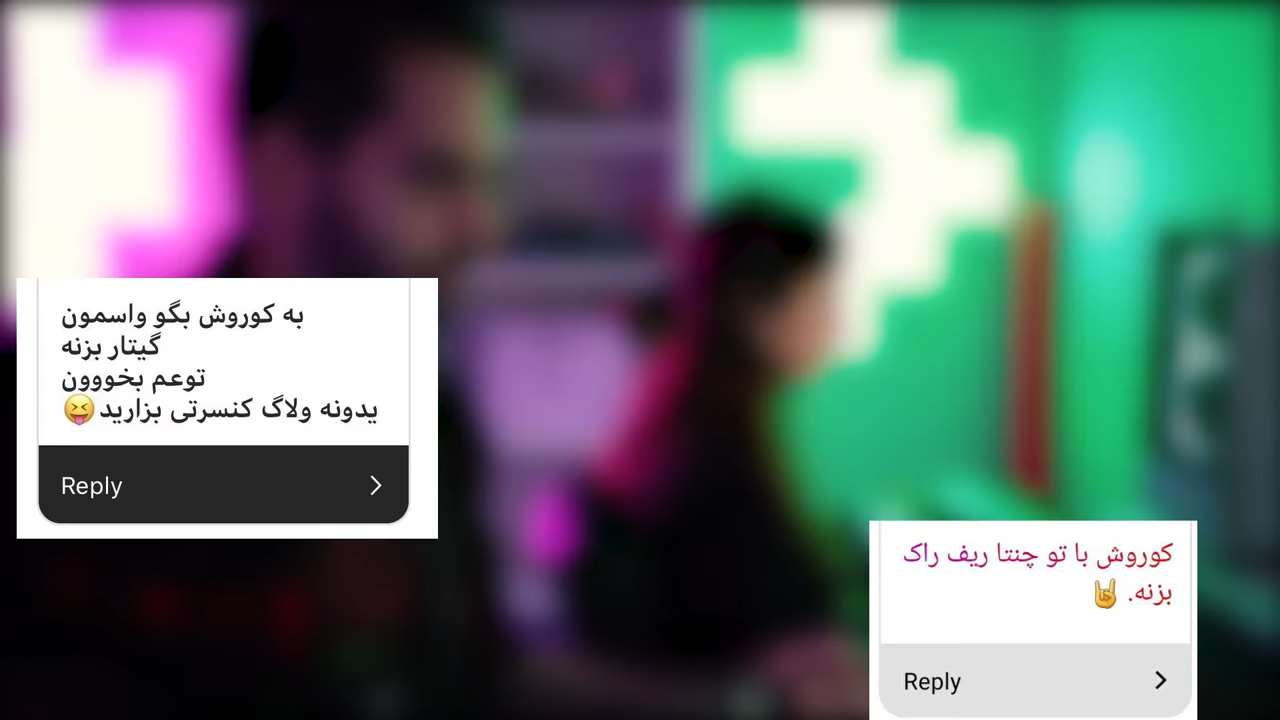 به کوروش بگو واسمون
گیتار بزنه
توعم بخوون
یدونه ولاگ کنسرتی بزارید😝
Reply
کوروش با تو چنتا ریف راک
بزنه. 🤘
Reply